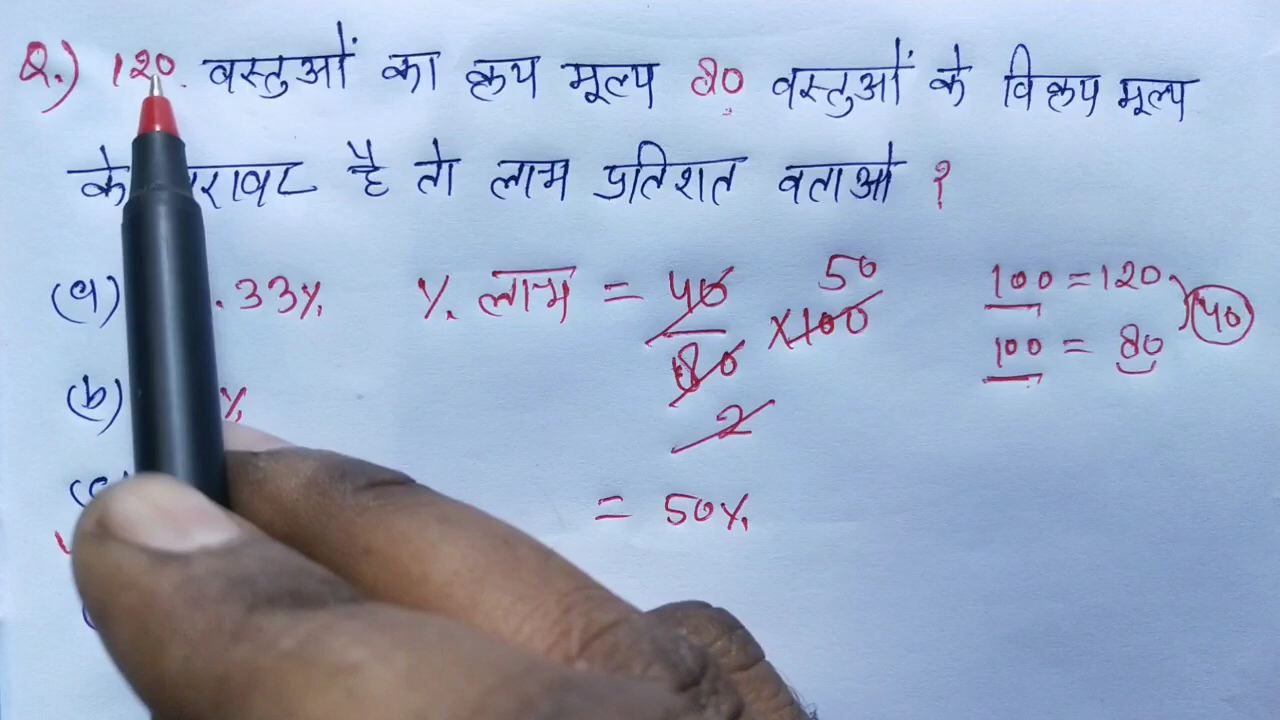 Q.) 120 वस्तुओं का क्रय मूल्य 80 वस्तुओं के विक्रय मूल्य
के है तो लाभ प्रतिशत बताओ ?
(a) .33% % लाभ = 40/80 × 100 50
2
100 = 120
100 = 80
40
(b) %
= 50%